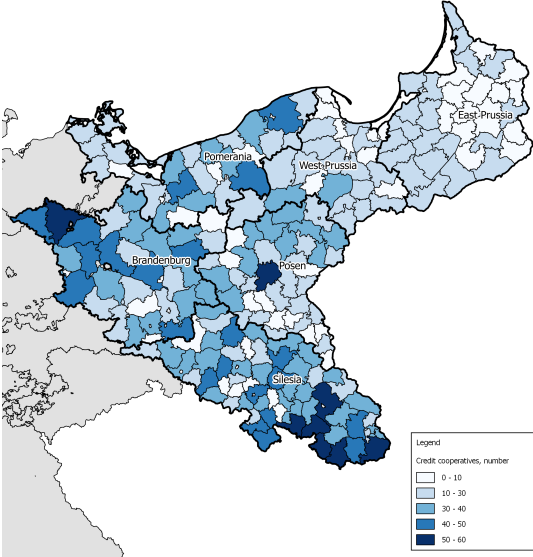 East Prussia
Pomerania
West Prussia
Brandenburg
Posen
Silesia
Legend
Credit cooperatives, number
0 - 10
10 - 30
30 - 40
40 - 50
50 - 60